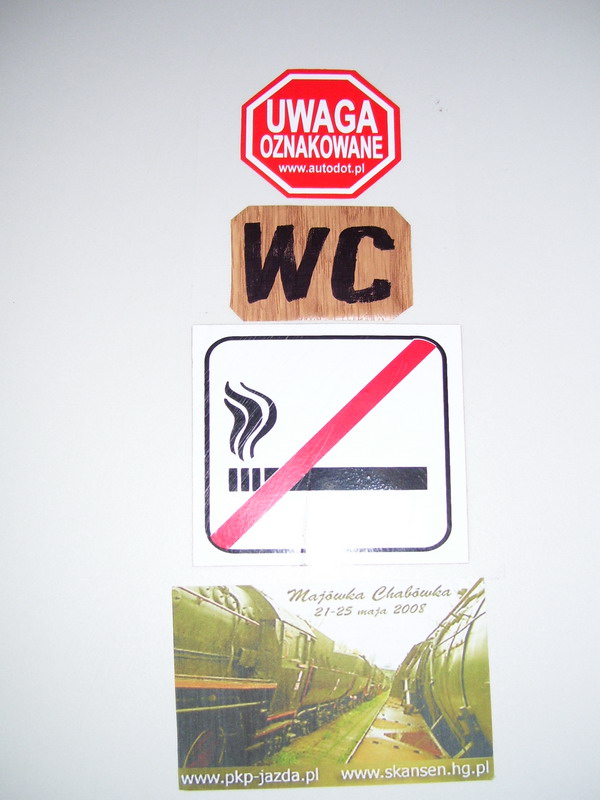 UWAGA
OZNAKOWANE
www.autodot.pl
WC
Majówka Chabówka
21-25 maja 2008
www.pkp-jazda.pl www.skansen.hg.pl